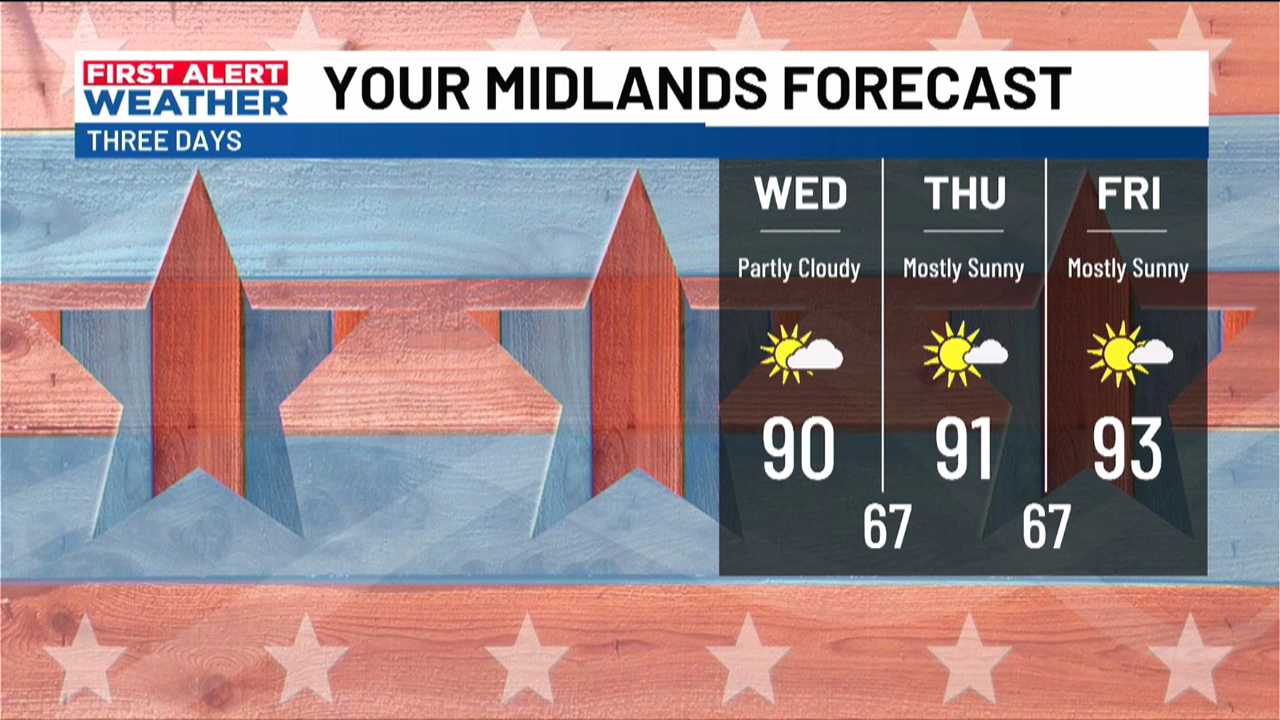 FIRST ALERT
WEATHER
YOUR MIDLANDS FORECAST
THREE DAYS
WED
THU
FRI
Partly Cloudy
Mostly Sunny
Mostly Sunny
90
91
93
67
67